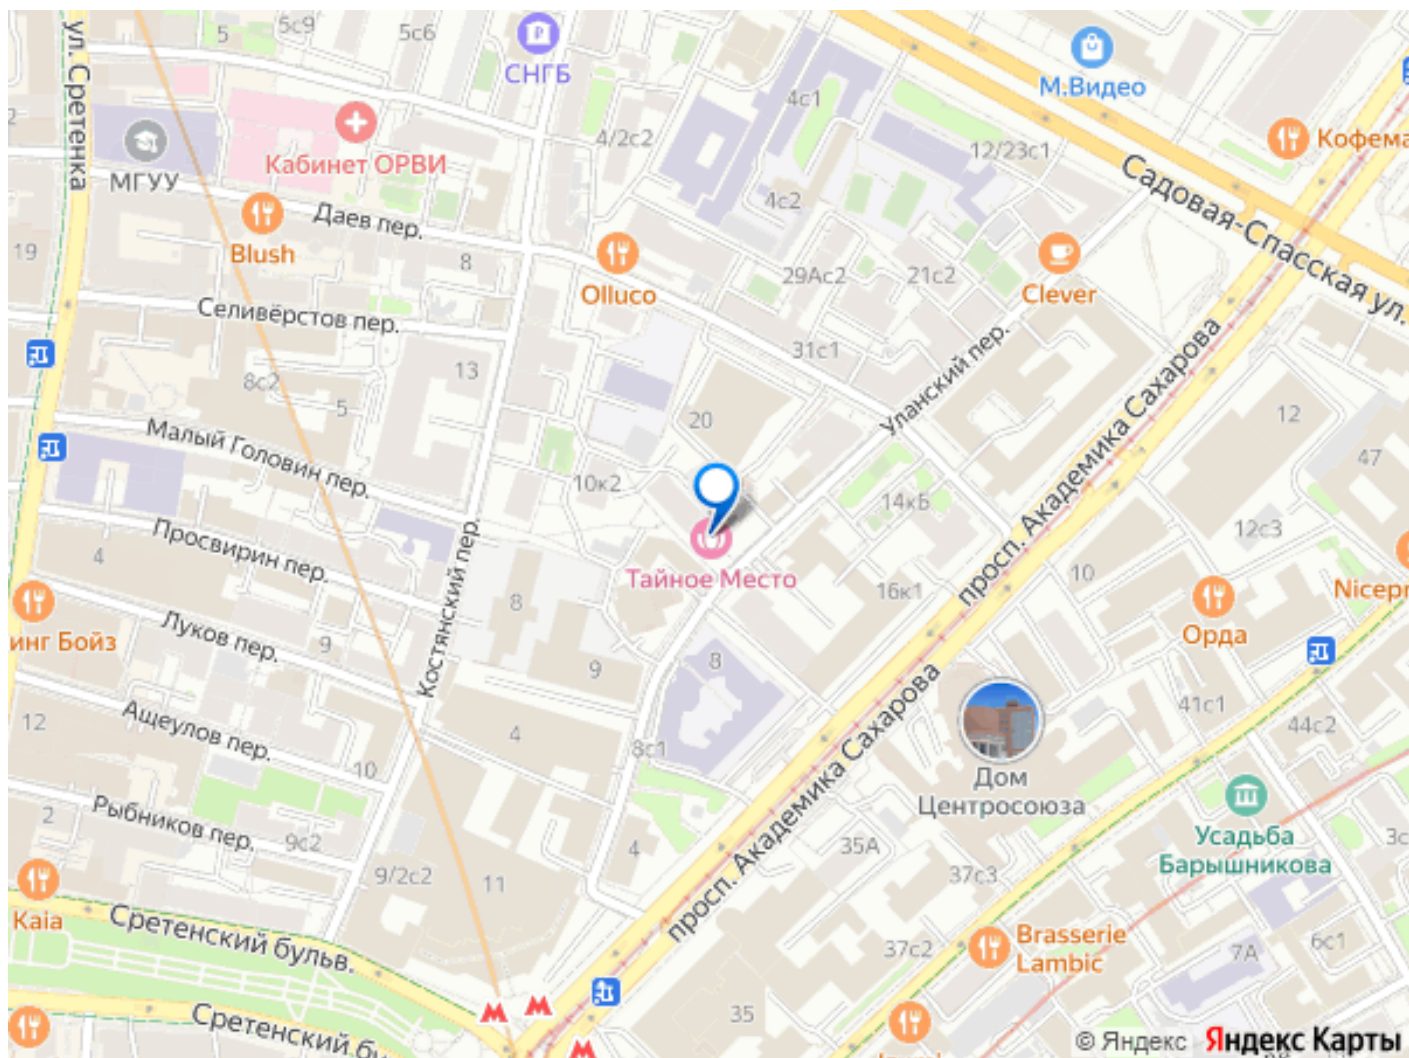 5
5с9
5с6
СНГБ
М.Видео
ул. Сретенка
4с1
Кофема
2
Кабинет ОРВИ
4/2с2
12/23с1
МГУУ
Садовая-Спасская ул.
Даев пер.
4с2
Blush
19
8
29Ас2
21с2
Olluco
Clever
Селивёрстов пер.
31с1
13
8с2
5
Уланский пер.
просп. Академика Сахарова
20
12
Малый Головин пер.
47
10к2
14кБ
12с3
Просвирин пер.
4
Костянский пер.
Тайное Место
16к1
10
Nicepr
8
Луков пер.
Орда
инг Бойз
9
9
8
просп. Академика Сахарова
41с1
12
Ащеулов пер.
4
8с1
44с2
10
Дом
Центросоюза
Рыбников пер.
2
9с2
4
35А
Усадьба
Барышникова
3с
9/2с2
11
37с3
Kaia
Сретенский бульв.
37с2
Brasserie
Lambic
6с1
7А
35
Сретенский бу
© Яндекс Яндекс Карты